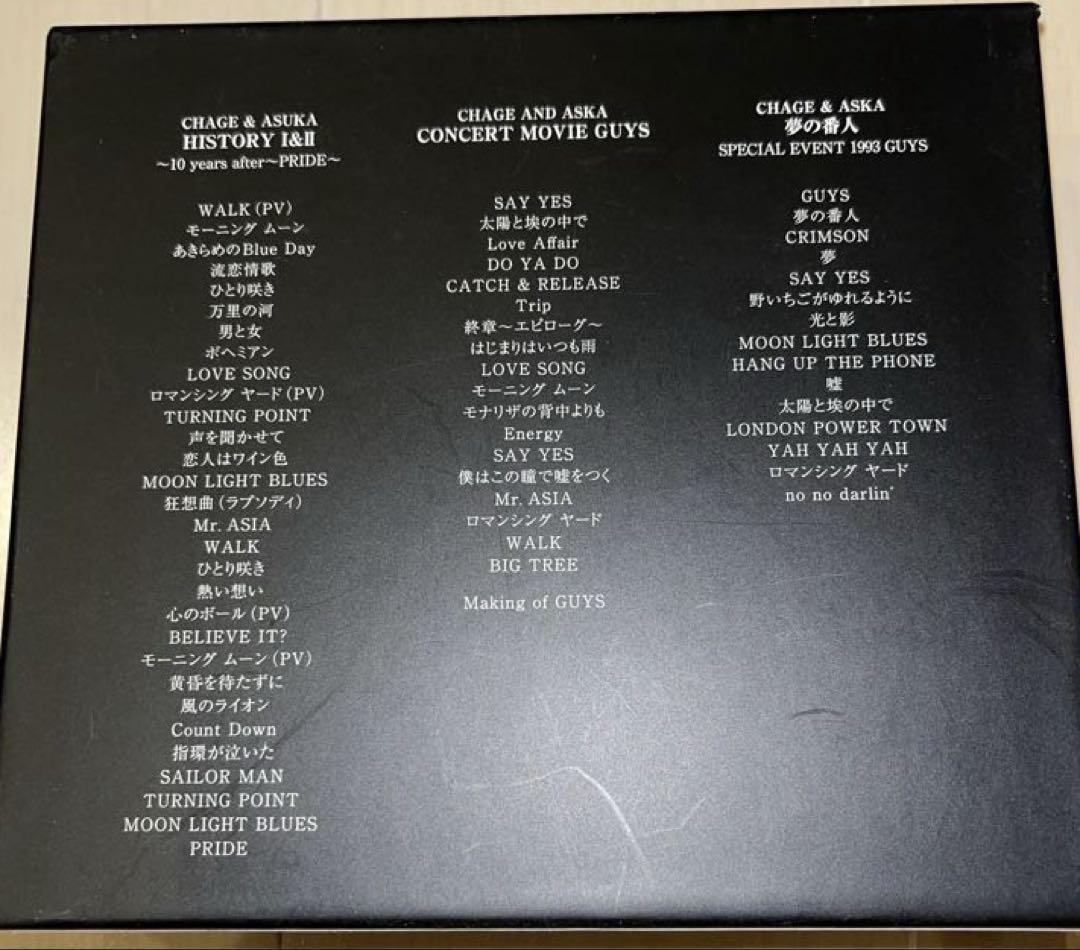 CHAGE & ASUKA
HISTORY I&II
～10 years after～PRIDE～
WALK (PV)
モーニング ムーン
あきらめのBlue Day
流恋情歌
ひとり咲き
万里の河
男と女
ボヘミアン
LOVE SONG
ロマンシング ヤード (PV)
TURNING POINT
声を聞かせて
恋人はワイン色
MOON LIGHT BLUES
狂想曲 (ラプソディ)
Mr. ASIA
WALK
ひとり咲き
熱い想い
心のボール (PV)
BELIEVE IT?
モーニング ムーン (PV)
黄昏を待たずに
風のライオン
Count Down
指環が泣いた
SAILOR MAN
TURNING POINT
MOON LIGHT BLUES
PRIDE
CHAGE AND ASKA
CONCERT MOVIE GUYS
SAY YES
太陽と埃の中で
Love Affair
DO YA DO
CATCH & RELEASE
Trip
終章～エピローグ～
はじまりはいつも雨
LOVE SONG
モーニング ムーン
モナリザの背中よりも
Energy
SAY YES
僕はこの瞳で嘘をつく
Mr. ASIA
ロマンシング ヤード
WALK
BIG TREE
Making of GUYS
CHAGE & ASKA
夢の番人
SPECIAL EVENT 1993 GUYS
GUYS
夢の番人
CRIMSON
夢
SAY YES
野いちごがゆれるように
光と影
MOON LIGHT BLUES
HANG UP THE PHONE
嘘
太陽と埃の中で
LONDON POWER TOWN
YAH YAH YAH
ロマンシング ヤード
no no darlin'